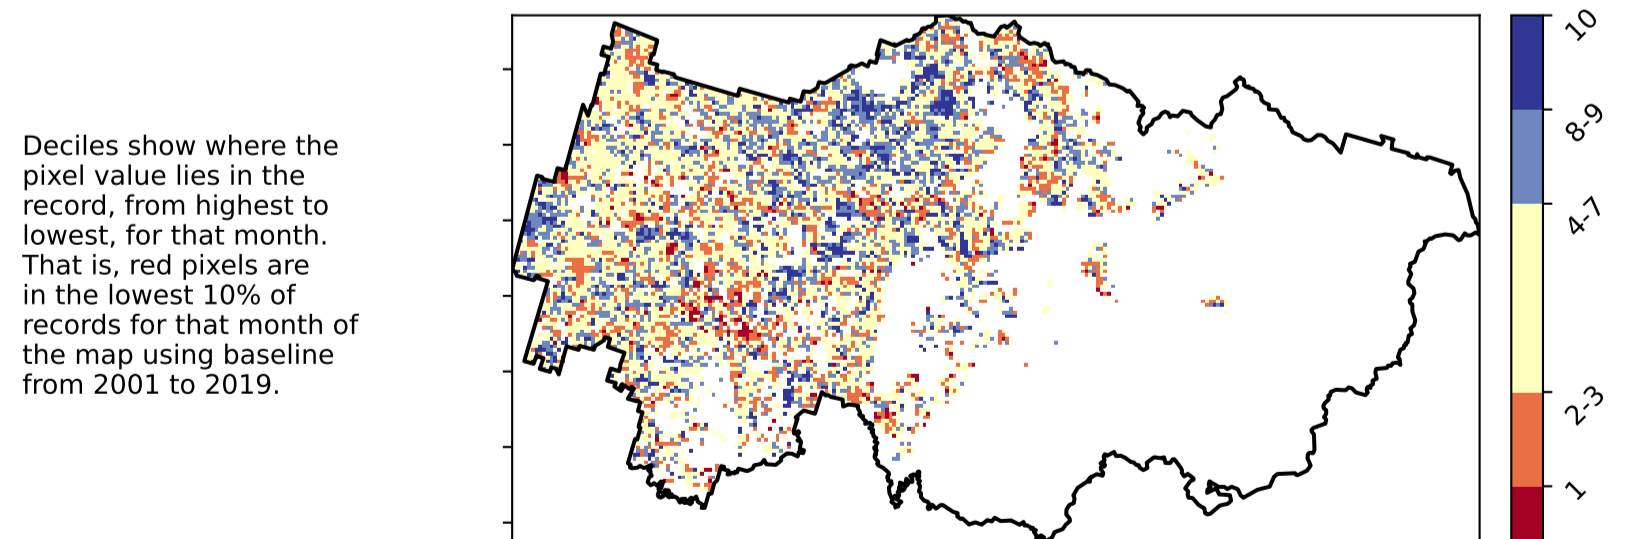 Deciles show where the
pixel value lies in the
record, from highest to
lowest, for that month.
That is, red pixels are
in the lowest 10% of
records for that month of
the map using baseline
from 2001 to 2019.
10
8-9
4-7
2-3
1